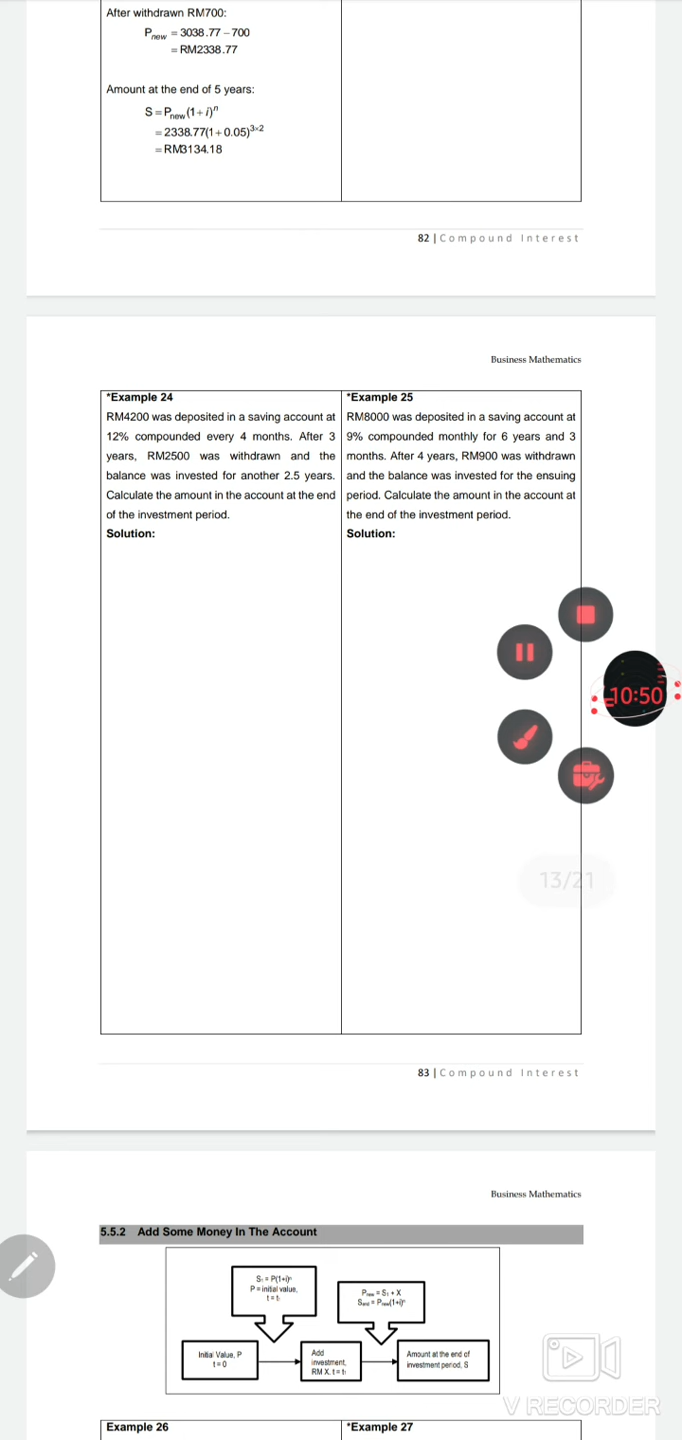 After withdrawn RM700:
Pnew = 3038.77 – 700
= RM2338.77
Amount at the end of 5 years:
S = Pnew (1 + i)ⁿ
= 2338.77(1 + 0.05)³ˣ²
= RM3134.18
82 | Compound Interest
Business Mathematics
*Example 24
RM4200 was deposited in a saving account at
12% compounded every 4 months. After 3
years, RM2500 was withdrawn and the
balance was invested for another 2.5 years.
Calculate the amount in the account at the end
of the investment period.
Solution:
*Example 25
RM8000 was deposited in a saving account at
9% compounded monthly for 6 years and 3
months. After 4 years, RM900 was withdrawn
and the balance was invested for the ensuing
period. Calculate the amount in the account at
the end of the investment period.
Solution:
10:50
13/21
83 | Compound Interest
Business Mathematics
5.5.2 Add Some Money In The Account
S₁ = P(1+i)ⁿ
P = initial value,
t = t₁
Pnew = S₁ + X
Send = Pnew(1+i)ⁿ
Initial Value, P
t = 0
Add
investment,
RM X, t = t₁
Amount at the end of
investment period, S
V RECORDER
Example 26
*Example 27